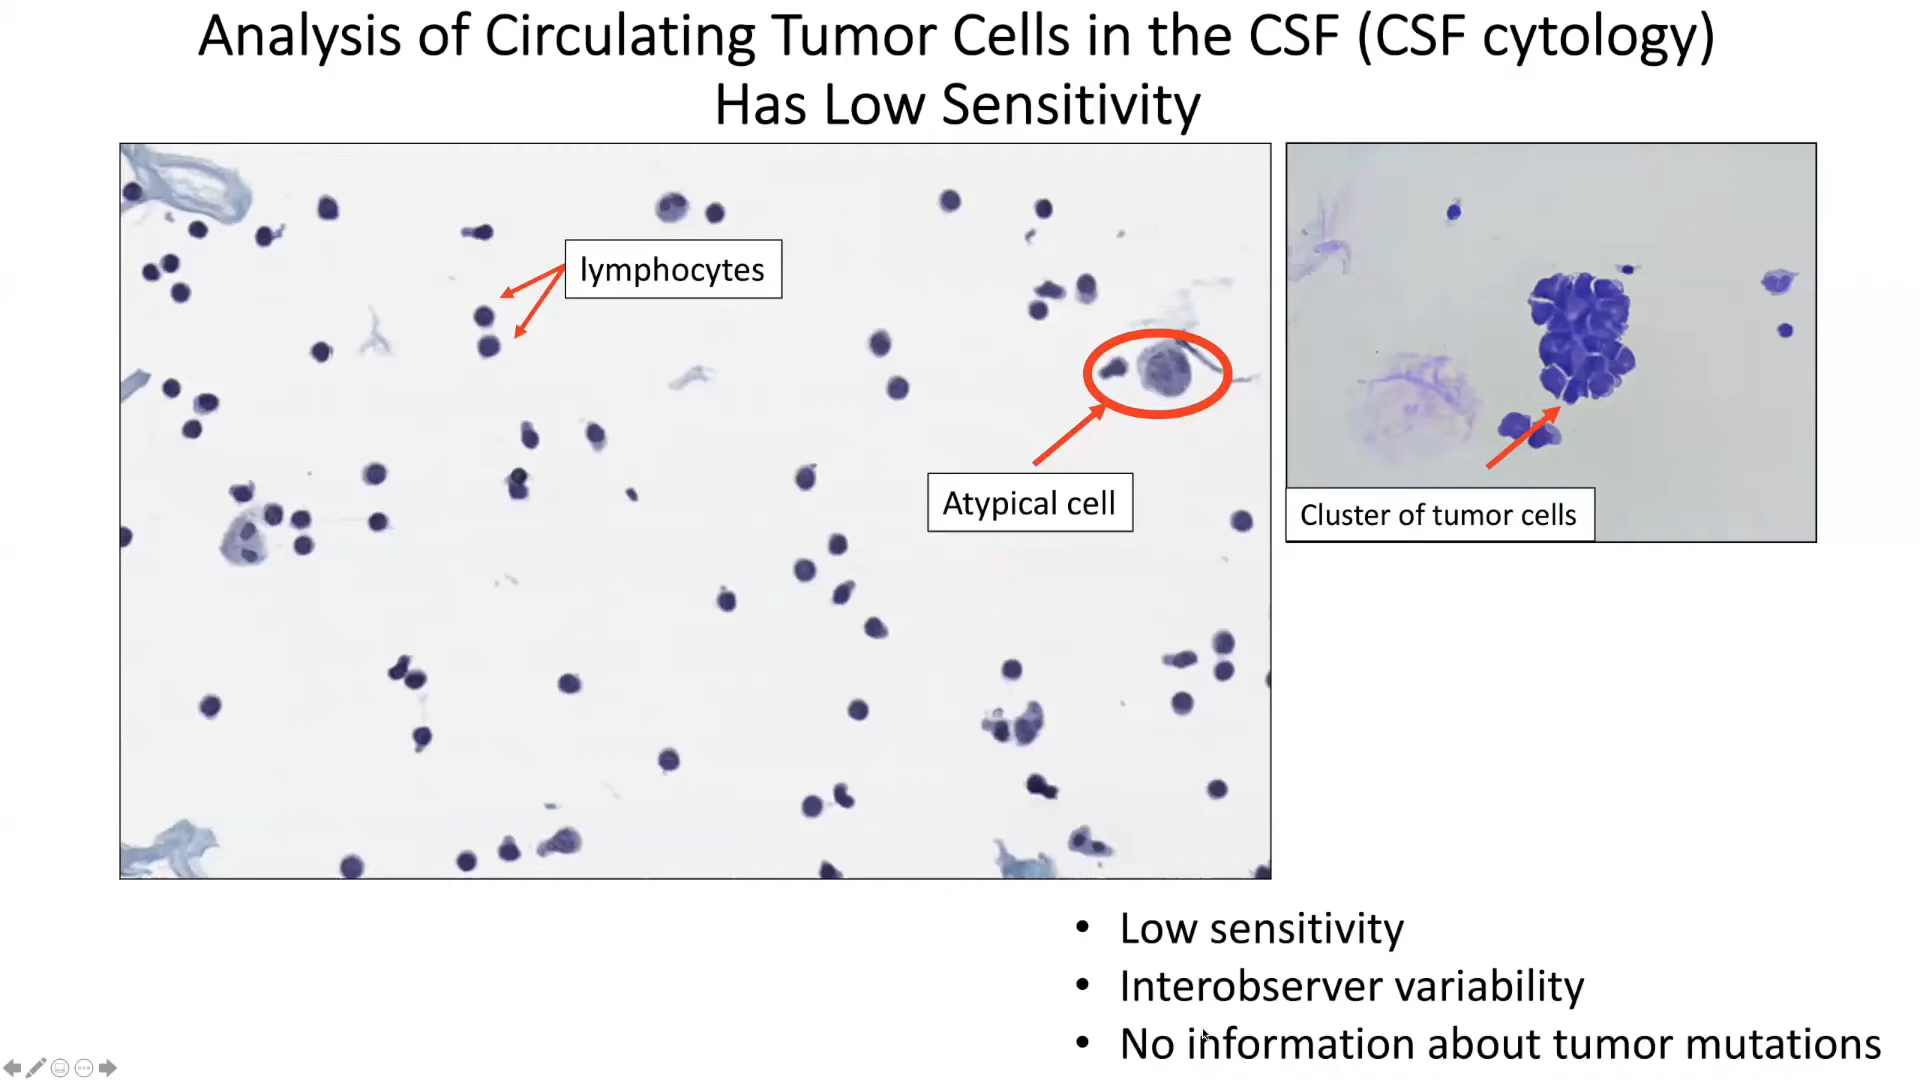 Analysis of Circulating Tumor Cells in the CSF (CSF cytology)
Has Low Sensitivity
lymphocytes
Atypical cell
Cluster of tumor cells
• Low sensitivity
• Interobserver variability
• No information about tumor mutations